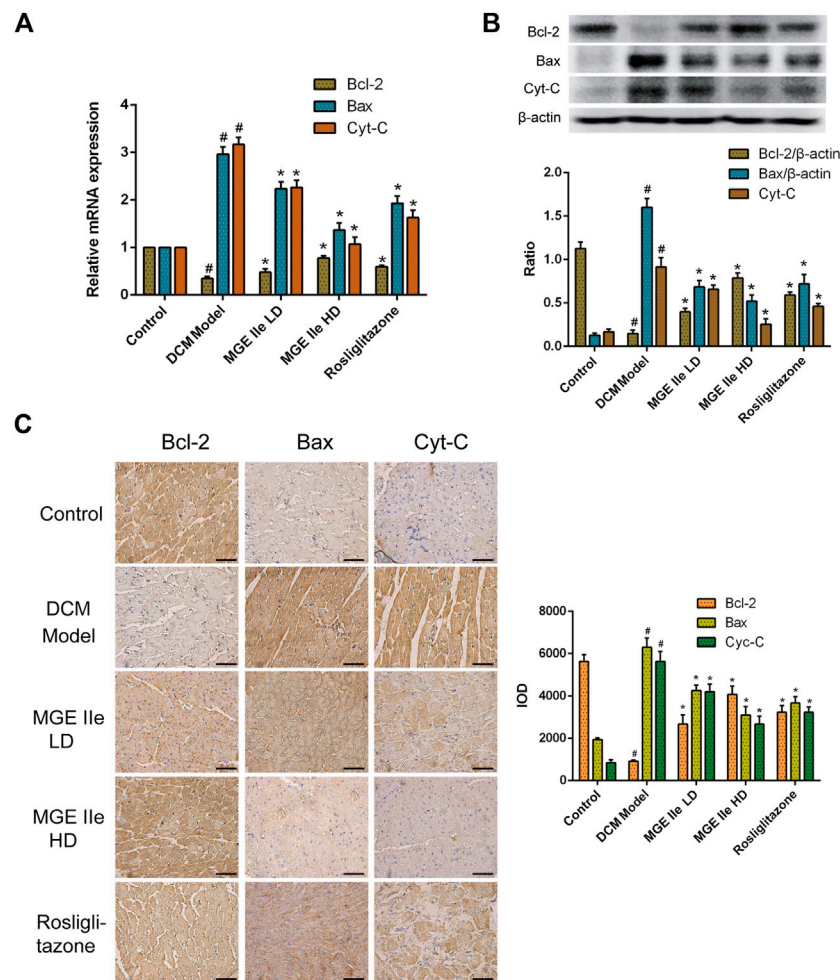 A
Bcl-2
Bax
Cyt-C
Relative mRNA expression
4
3
2
1
0
# # #
* * *
* * *
* * *
Control
DCM Model
MGE IIe LD
MGE IIe HD
Rosliglitazone
B
Bcl-2
Bax
Cyt-C
β-actin
Bcl-2/β-actin
Bax/β-actin
Cyt-C
Ratio
2.0
1.5
1.0
0.5
0.0
# # #
* * *
* * *
* * *
Control
DCM Model
MGE IIe LD
MGE IIe HD
Rosliglitazone
C
Bcl-2 Bax Cyt-C
Control
DCM
Model
MGE IIe
LD
MGE IIe
HD
Rosligli-
tazone
Bcl-2
Bax
Cyc-C
IOD
8000
6000
4000
2000
0
# # #
* * *
* * *
* * *
Control
DCM Model
MGE IIe LD
MGE IIe HD
Rosliglitazone